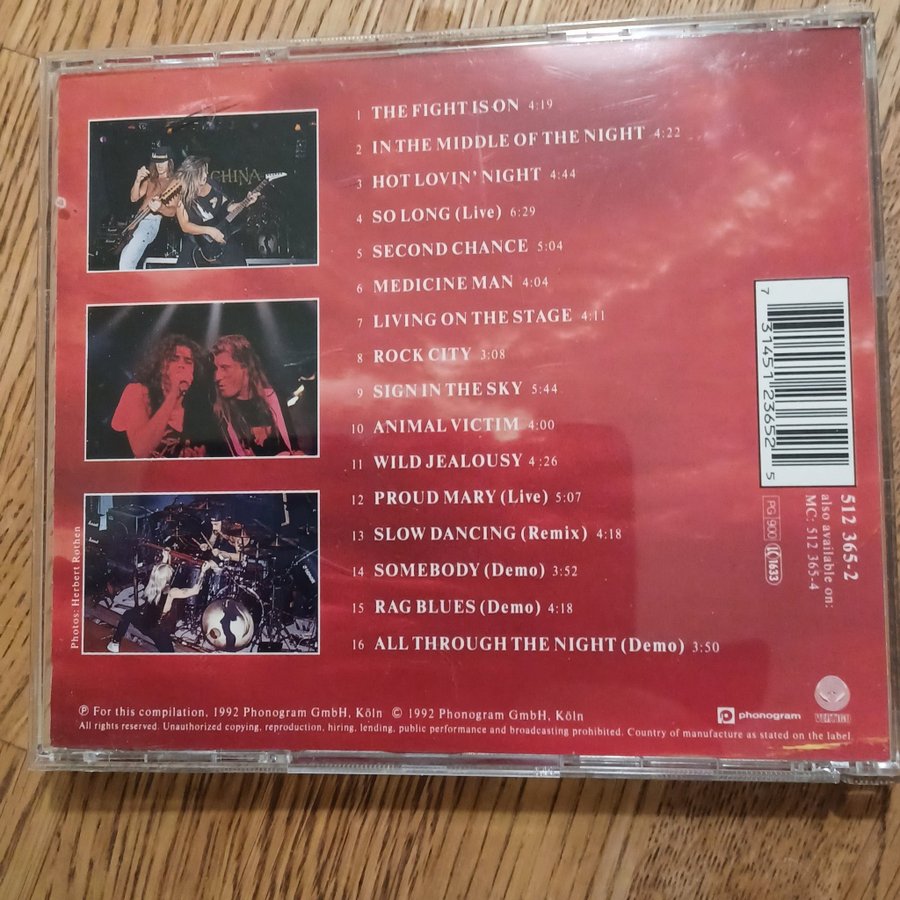 CHINA
1 THE FIGHT IS ON 4:19
2 IN THE MIDDLE OF THE NIGHT 4:22
3 HOT LOVIN' NIGHT 4:44
4 SO LONG (Live) 6:29
5 SECOND CHANCE 5:04
6 MEDICINE MAN 4:04
7 LIVING ON THE STAGE 4:11
8 ROCK CITY 3:08
9 SIGN IN THE SKY 5:44
10 ANIMAL VICTIM 4:00
11 WILD JEALOUSY 4:26
12 PROUD MARY (Live) 5:07
13 SLOW DANCING (Remix) 4:18
14 SOMEBODY (Demo) 3:52
15 RAG BLUES (Demo) 4:18
16 ALL THROUGH THE NIGHT (Demo) 3:50
Photos: Herbert Rothen
7 31451 23652 5
512 365-2
also available on:
MC: 512 365-4
PG 900
LC 1633
℗ For this compilation, 1992 Phonogram GmbH, Köln © 1992 Phonogram GmbH, Köln
All rights reserved. Unauthorized copying, reproduction, hiring, lending, public performance and broadcasting prohibited. Country of manufacture as stated on the label
phonogram
VERTIGO